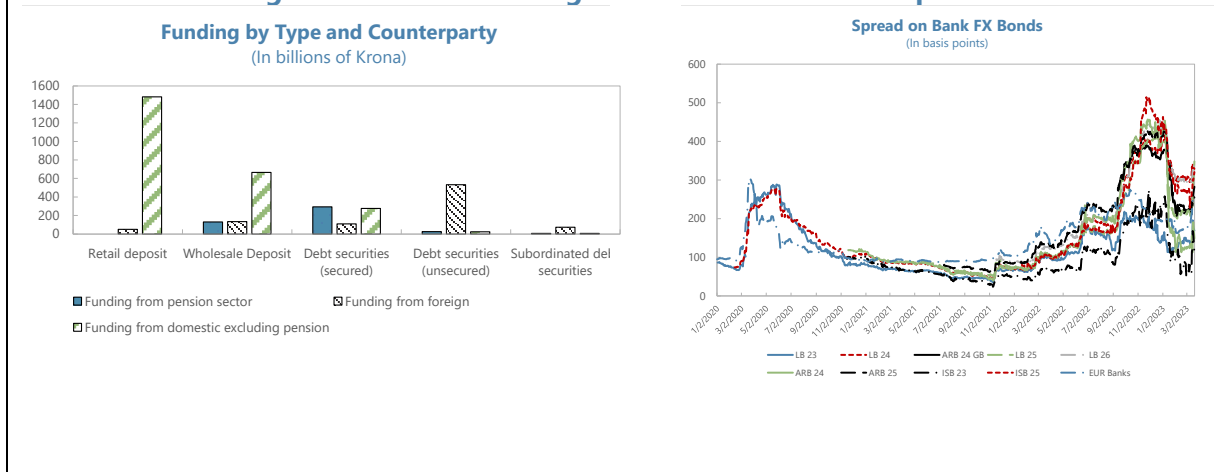 Funding by Type and Counterparty
(In billions of Krona)
1600
1400
1200
1000
800
600
400
200
0
Retail deposit
Wholesale Deposit
Debt securities
(secured)
Debt securities
(unsecured)
Subordinated del
securities
Funding from pension sector
Funding from foreign
Funding from domestic excluding pension
Spread on Bank FX Bonds
(In basis points)
600
500
400
300
200
100
0
1/2/2020
3/2/2020
5/2/2020
7/2/2020
9/2/2020
11/2/2020
1/2/2021
3/2/2021
5/2/2021
7/2/2021
9/2/2021
11/2/2021
1/2/2022
3/2/2022
5/2/2022
7/2/2022
9/2/2022
11/2/2022
1/2/2023
3/2/2023
LB 23
LB 24
ARB 24 GB
LB 25
LB 26
ARB 24
ARB 25
ISB 23
ISB 25
EUR Banks